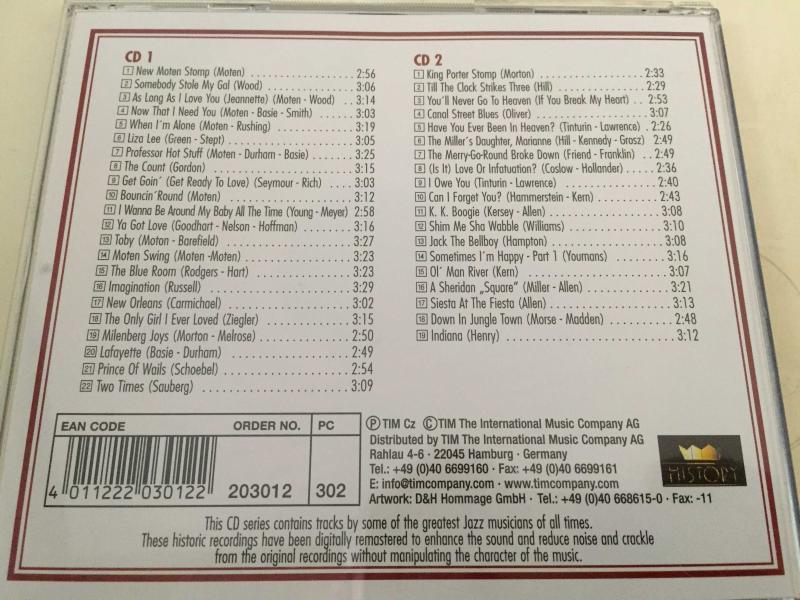 CD 1
1 New Moten Stomp (Moten) . . . . . . . . . . . . . . . . 2:56
2 Somebody Stole My Gal (Wood) . . . . . . . . . . . . . 3:06
3 As Long As I Love You (Jeannette) (Moten - Wood) . . 3:14
4 Now That I Need You (Moten - Basie - Smith) . . . . . 3:03
5 When I´m Alone (Moten - Rushing) . . . . . . . . . . . 3:19
6 Liza Lee (Green - Stept) . . . . . . . . . . . . . . . . . 3:05
7 Professor Hot Stuff (Moten - Durham - Basie) . . . . . 3:25
8 The Count (Gordon) . . . . . . . . . . . . . . . . . . . 3:15
9 Get Goin´ (Get Ready To Love) (Seymour - Rich) . . . . 3:03
10 Bouncin´Round (Moten) . . . . . . . . . . . . . . . . . 3:12
11 I Wanna Be Around My Baby All The Time (Young - Meyer) 2:58
12 Ya Got Love (Goodhart - Nelson - Hoffman) . . . . . . 3:16
13 Toby (Moton - Barefield) . . . . . . . . . . . . . . . . 3:27
14 Moten Swing (Moten -Moten) . . . . . . . . . . . . . . 3:23
15 The Blue Room (Rodgers - Hart) . . . . . . . . . . . . 3:23
16 Imagination (Russell) . . . . . . . . . . . . . . . . . . 3:29
17 New Orleans (Carmichael) . . . . . . . . . . . . . . . . 3:02
18 The Only Girl I Ever Loved (Ziegler) . . . . . . . . . . 3:15
19 Milenberg Joys (Morton - Melrose) . . . . . . . . . . . 2:50
20 Lafayette (Basie - Durham) . . . . . . . . . . . . . . . 2:49
21 Prince Of Wails (Schoebel) . . . . . . . . . . . . . . . 2:54
22 Two Times (Sauberg) . . . . . . . . . . . . . . . . . . 3:09
CD 2
1 King Porter Stomp (Morton) . . . . . . . . . . . . . . 2:33
2 Till The Clock Strikes Three (Hill) . . . . . . . . . . . 2:29
3 You´ll Never Go To Heaven (If You Break My Heart) . . 2:53
4 Canal Street Blues (Oliver) . . . . . . . . . . . . . . . 3:07
5 Have You Ever Been In Heaven? (Tinturin - Lawrence) . 2:26
6 The Miller´s Daughter, Marianne (Hill - Kennedy - Grasz) 2:49
7 The Merry-Go-Round Broke Down (Friend - Franklin) . . 2:49
8 (Is It) Love Or Infatuation? (Coslow - Hollander) . . . . 2:36
9 I Owe You (Tinturin - Lawrence) . . . . . . . . . . . . 2:40
10 Can I Forget You? (Hammerstein - Kern) . . . . . . . . 2:43
11 K. K. Boogie (Kersey - Allen) . . . . . . . . . . . . . . 3:08
12 Shim Me Sha Wabble (Williams) . . . . . . . . . . . . . 3:10
13 Jack The Bellboy (Hampton) . . . . . . . . . . . . . . . 3:08
14 Sometimes I´m Happy - Part 1 (Youmans) . . . . . . . . 3:16
15 Ol´ Man River (Kern) . . . . . . . . . . . . . . . . . . 3:07
16 A Sheridan „Square" (Miller - Allen) . . . . . . . . . . 3:21
17 Siesta At The Fiesta (Allen) . . . . . . . . . . . . . . . 3:13
18 Down In Jungle Town (Morse - Madden) . . . . . . . . 2:48
19 Indiana (Henry) . . . . . . . . . . . . . . . . . . . . . 3:12
EAN CODE ORDER NO. PC
4 011222 030122 203012 302
Ⓟ TIM Cz ©TIM The International Music Company AG
Distributed by TIM The International Music Company AG
Rahlau 4-6 · 22045 Hamburg · Germany
Tel.: +49 (0)40 6699160 · Fax: +49 (0)40 6699161
E: info@timcompany.com · www.timcompany.com
Artwork: D&H Hommage GmbH · Tel.: +49 (0)40 668615-0 · Fax: -11
HISTORY
This CD series contains tracks by some of the greatest Jazz musicians of all times.
These historic recordings have been digitally remastered to enhance the sound and reduce noise and crackle
from the original recordings without manipulating the character of the music.